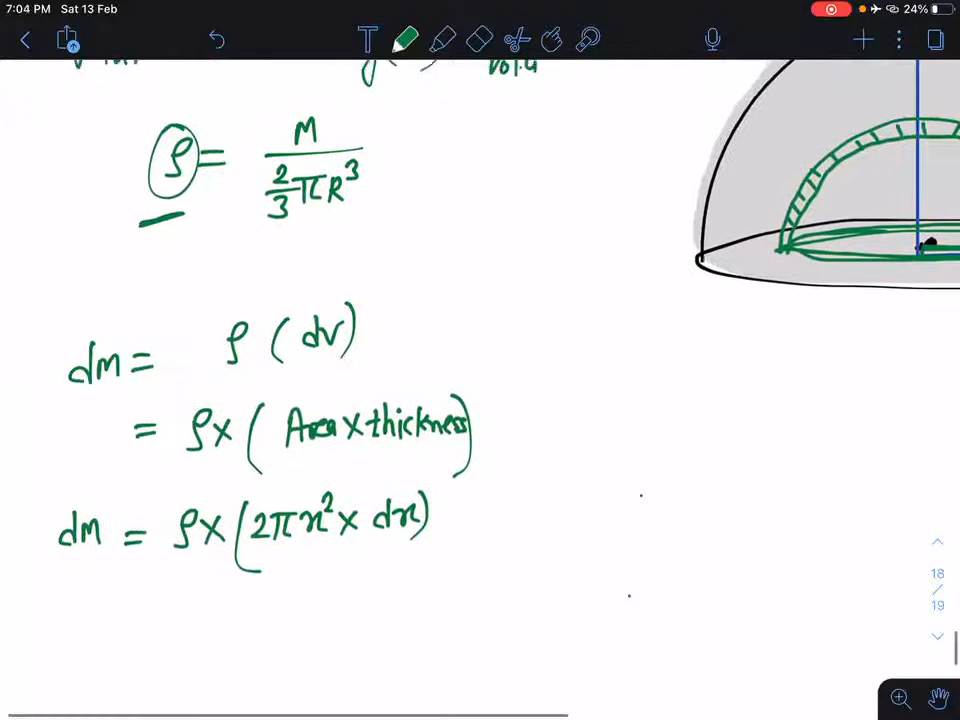 7:04 PM Sat 13 Feb 24%
T
ρ = M / (2/3 πR³)
dm = ρ (dv)
= ρ x (Area x thickness)
dm = ρ x (2πx² x dx)
18
/
19